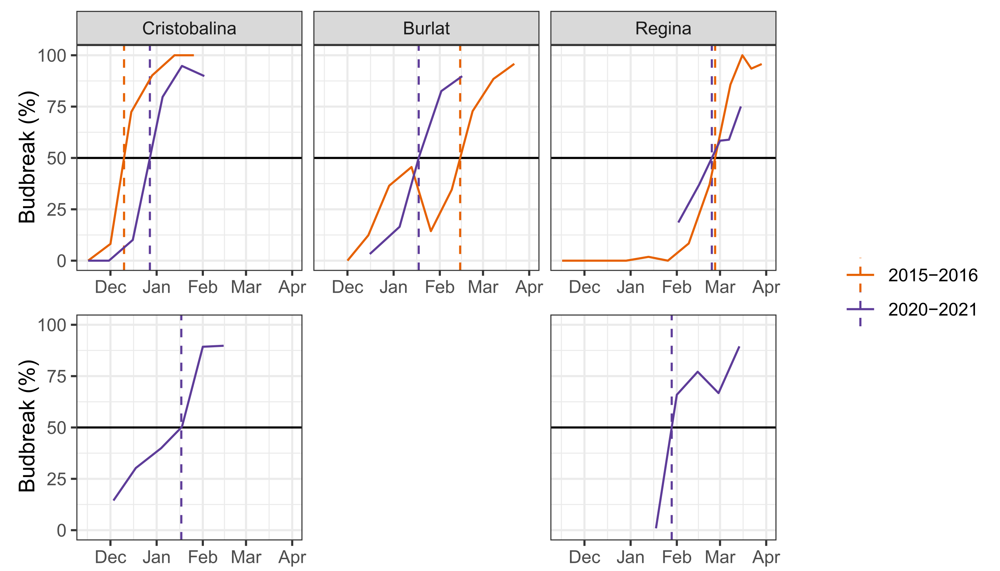 Cristobalina Burlat Regina
Budbreak (%)
100
75
50
25
0
Dec Jan Feb Mar Apr Dec Jan Feb Mar Apr Dec Jan Feb Mar Apr
2015−2016
2020−2021
Budbreak (%)
100
75
50
25
0
Dec Jan Feb Mar Apr Dec Jan Feb Mar Apr